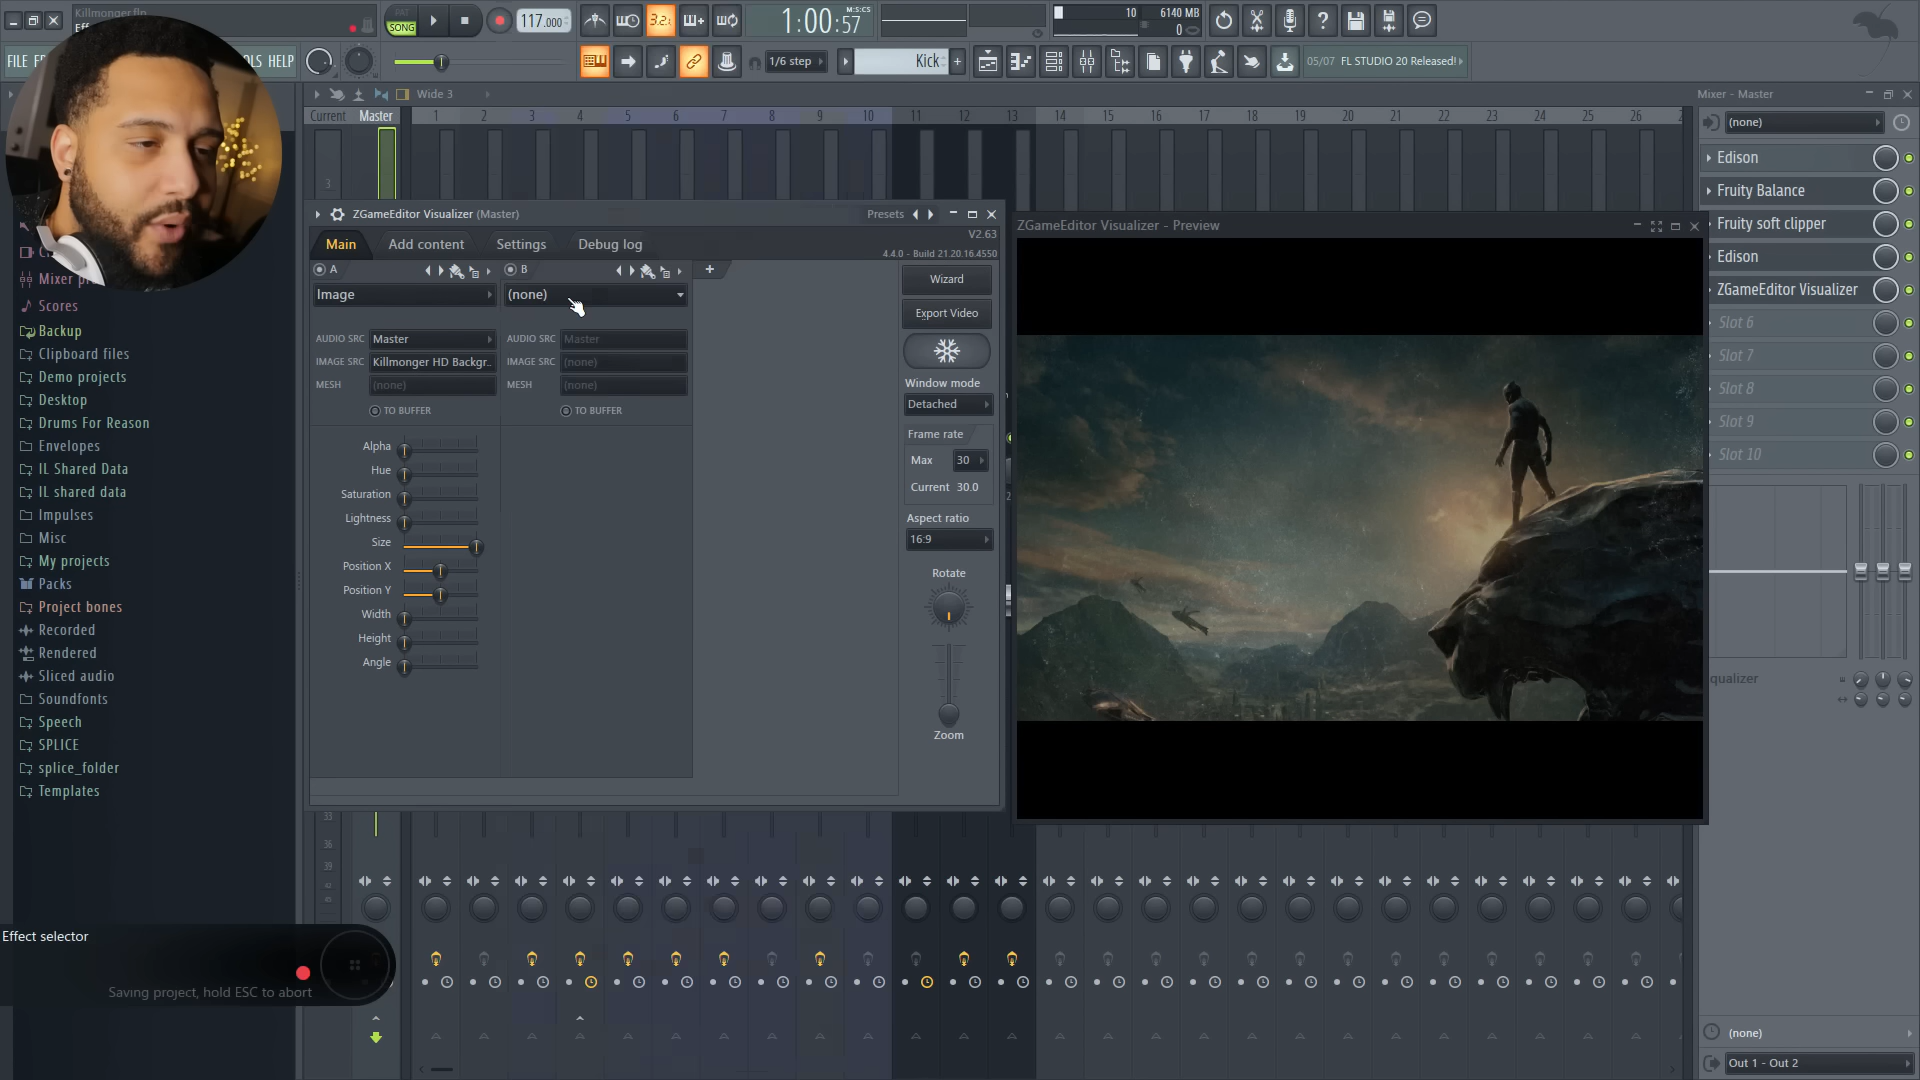 Killmonger.flp
PAT
SONG
117.000
3.2.1
1:00:57
M:S:CS
10
6140 MB
0
FILE
HELP
1/6 step
Kick
05/07 FL STUDIO 20 Released!
Wide 3
Current
Master
1 2 3 4 5 6 7 8 9 10 11 12 13 14 15 16 17 18 19 20 21 22 23 24 25 26
3
Scores
Backup
Clipboard files
Demo projects
Desktop
Drums For Reason
Envelopes
IL Shared Data
IL shared data
Impulses
Misc
My projects
Packs
Project bones
Recorded
Rendered
Sliced audio
Soundfonts
Speech
SPLICE
splice_folder
Templates
Effect selector
Saving project, hold ESC to abort
ZGameEditor Visualizer (Master)
Presets
Main
Add content
Settings
Debug log
V2.63
4.4.0 - Build 21.20.16.4550
A
B
Image
(none)
AUDIO SRC Master
IMAGE SRC Killmonger HD Backgr..
MESH (none)
TO BUFFER
AUDIO SRC Master
IMAGE SRC (none)
MESH (none)
TO BUFFER
Alpha
Hue
Saturation
Lightness
Size
Position X
Position Y
Width
Height
Angle
Wizard
Export Video
Window mode
Detached
Frame rate
Max 30
Current 30.0
Aspect ratio
16:9
Rotate
Zoom
ZGameEditor Visualizer - Preview
33
36
39
Mixer - Master
(none)
Edison
Fruity Balance
Fruity soft clipper
Edison
ZGameEditor Visualizer
Slot 6
Slot 7
Slot 8
Slot 9
Slot 10
qualizer
(none)
Out 1 - Out 2